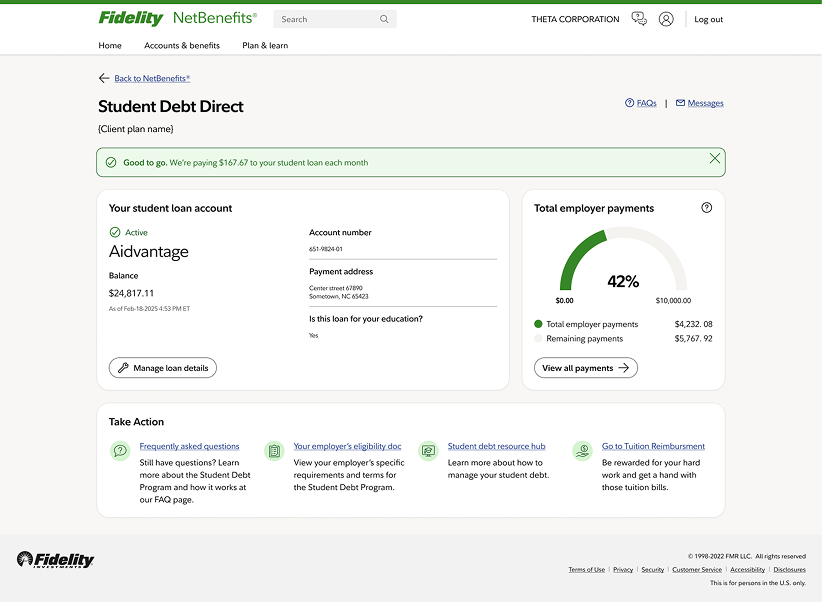 Fidelity NetBenefits® Search THETA CORPORATION Log out
Home Accounts & benefits Plan & learn
Back to NetBenefits®
Student Debt Direct
FAQs | Messages
{Client plan name}
Good to go. We're paying $167.67 to your student loan each month
Your student loan account
Active
Aidvantage
Balance
$24,817.11
As of Feb-18-2025 4:53 PM ET
Manage loan details
Account number
651-9824-01
Payment address
Center street 67890
Sometown, NC 65423
Is this loan for your education?
Yes
Total employer payments
42%
$0.00 $10,000.00
Total employer payments $4,232. 08
Remaining payments $5,767. 92
View all payments
Take Action
Frequently asked questions
Still have questions? Learn
more about the Student Debt
Program and how it works at
our FAQ page.
Your employer's eligibility doc
View your employer's specific
requirements and terms for
the Student Debt Program.
Student debt resource hub
Learn more about how to
manage your student debt.
Go to Tuition Reimbursment
Be rewarded for your hard
work and get a hand with
those tuition bills.
Fidelity
INVESTMENTS
© 1998-2022 FMR LLC. All rights reserved
Terms of Use | Privacy | Security | Customer Service | Accessibility | Disclosures
This is for persons in the U.S. only.